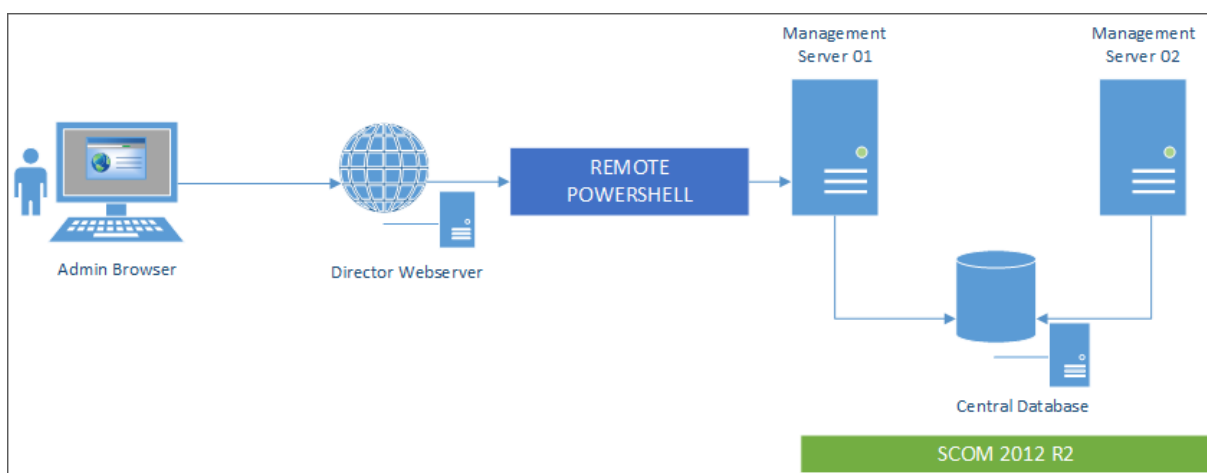 Management
Server 01
Management
Server 02
REMOTE
POWERSHELL
Admin Browser
Director Webserver
Central Database
SCOM 2012 R2